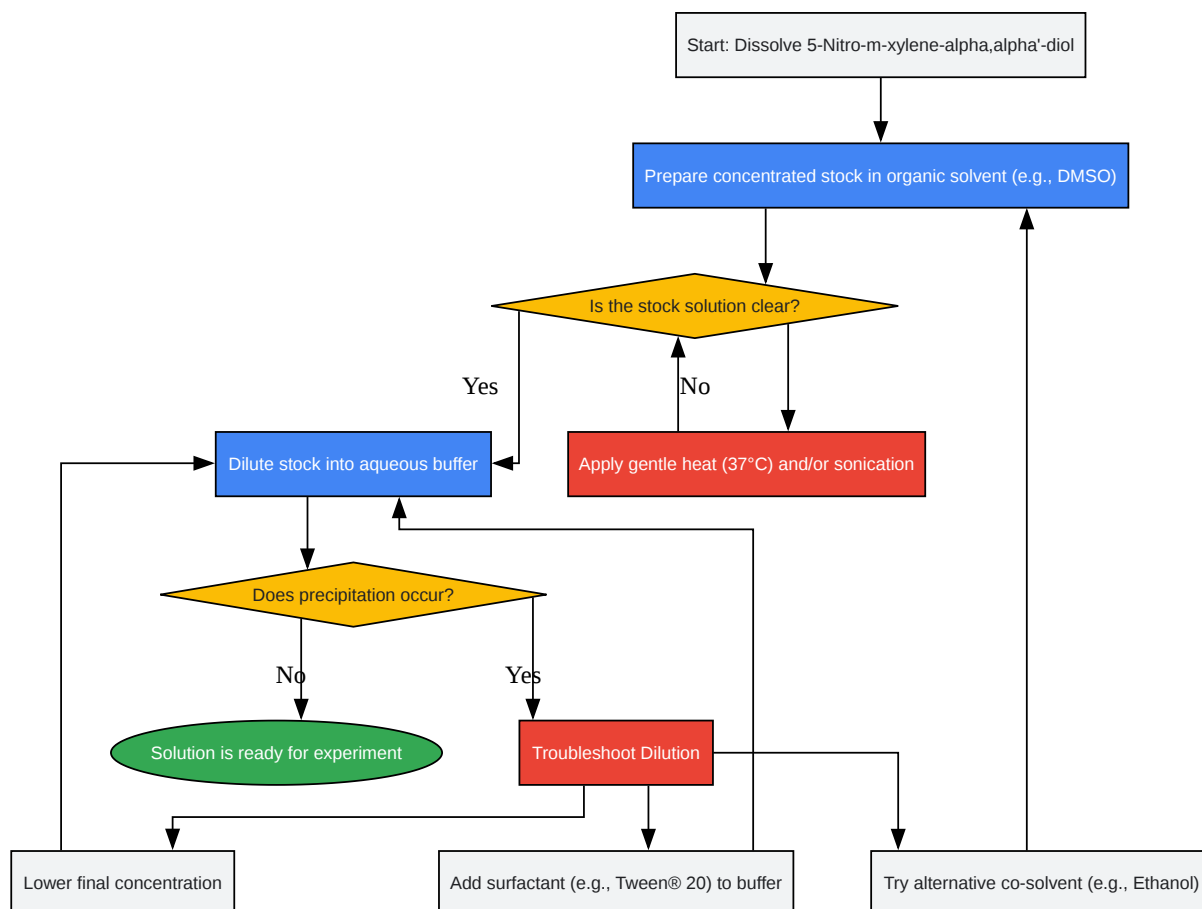 Start: Dissolve 5-Nitro-m-xylene-alpha,alpha'-diol
Prepare concentrated stock in organic solvent (e.g., DMSO)
Is the stock solution clear?
Yes
No
Dilute stock into aqueous buffer
Apply gentle heat (37°C) and/or sonication
Does precipitation occur?
No
Yes
Solution is ready for experiment
Troubleshoot Dilution
Lower final concentration
Add surfactant (e.g., Tween® 20) to buffer
Try alternative co-solvent (e.g., Ethanol)